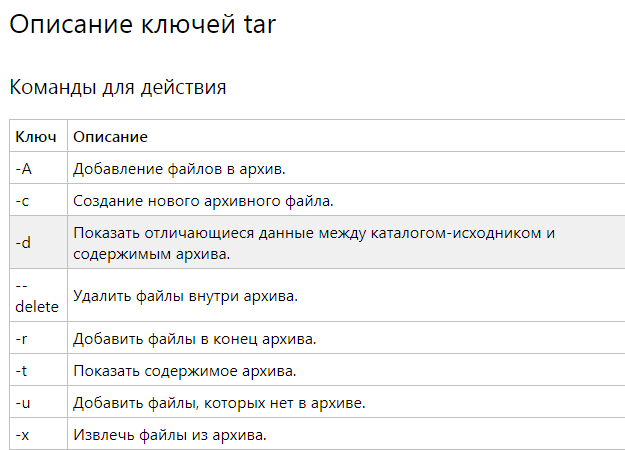 Описание ключей tar
Команды для действия
Ключ Описание
-A Добавление файлов в архив.
-c Создание нового архивного файла.
-d Показать отличающиеся данные между каталогом-исходником и
содержимым архива.
--
delete Удалить файлы внутри архива.
-r Добавить файлы в конец архива.
-t Показать содержимое архива.
-u Добавить файлы, которых нет в архиве.
-x Извлечь файлы из архива.